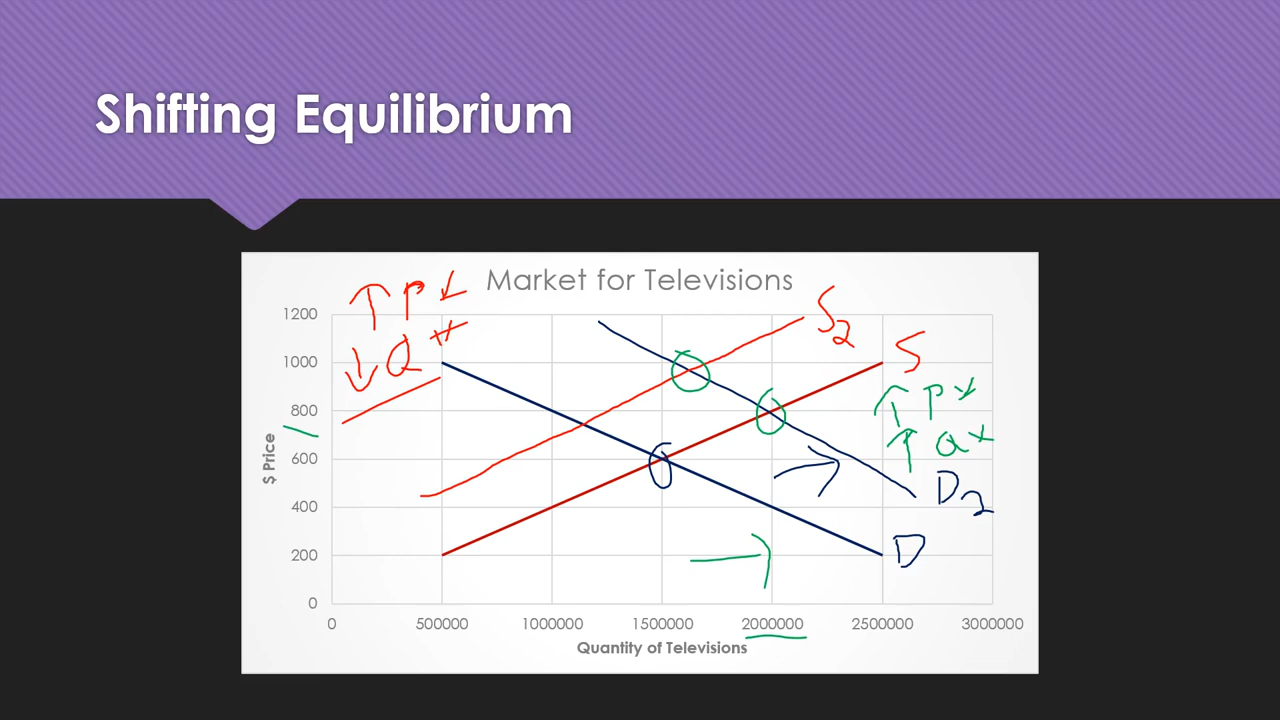 Shifting Equilibrium
Market for Televisions
↑ P
↓ Q
S2
S
1200
1000
800
600
400
200
0
$ Price
↑ P
↑ Q
D2
D
0 500000 1000000 1500000 2000000 2500000 3000000
Quantity of Televisions